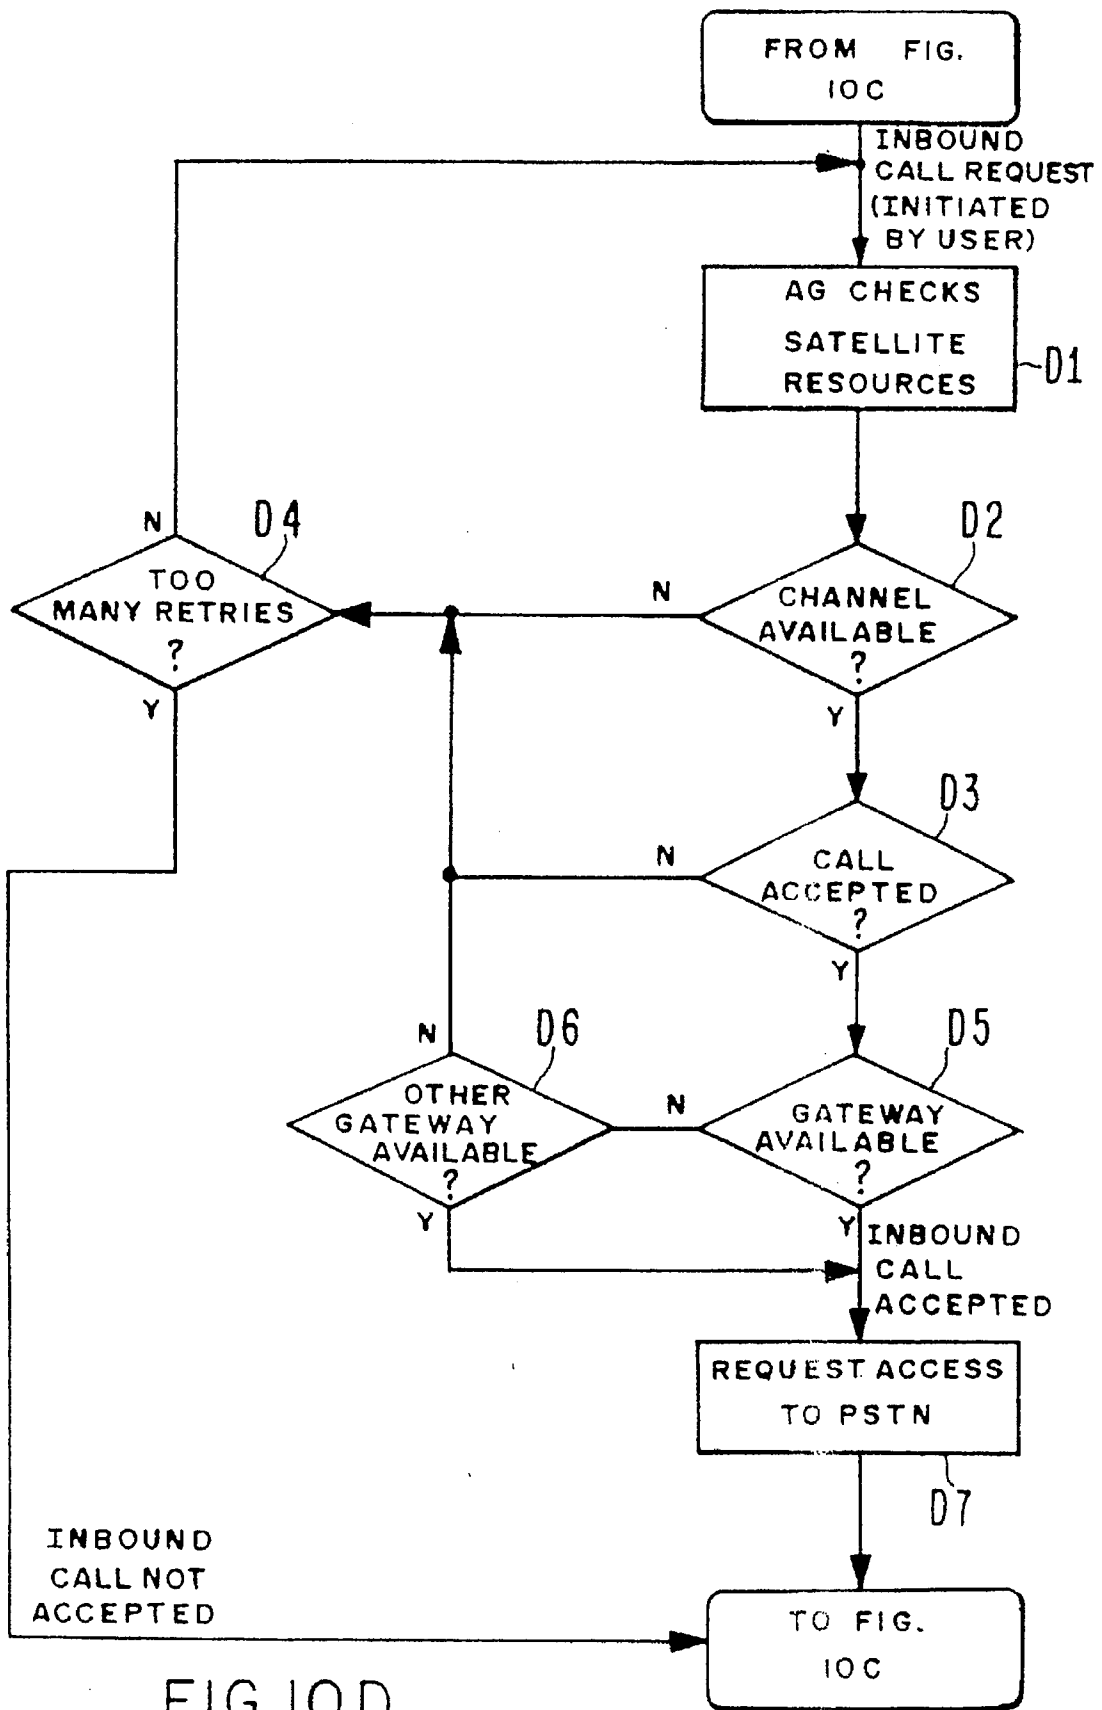 FROM FIG.
10C
INBOUND
CALL REQUEST
(INITIATED
BY USER)
AG CHECKS
SATELLITE
RESOURCES
D1
N
D4
TOO
MANY RETRIES
?
Y
N
D2
CHANNEL
AVAILABLE
?
Y
D3
N
CALL
ACCEPTED
?
Y
N
D6
OTHER
GATEWAY
AVAILABLE
?
Y
N
D5
GATEWAY
AVAILABLE
?
Y
INBOUND
CALL
ACCEPTED
REQUEST ACCESS
TO PSTN
D7
INBOUND
CALL NOT
ACCEPTED
TO FIG.
10C
FIG. 10D